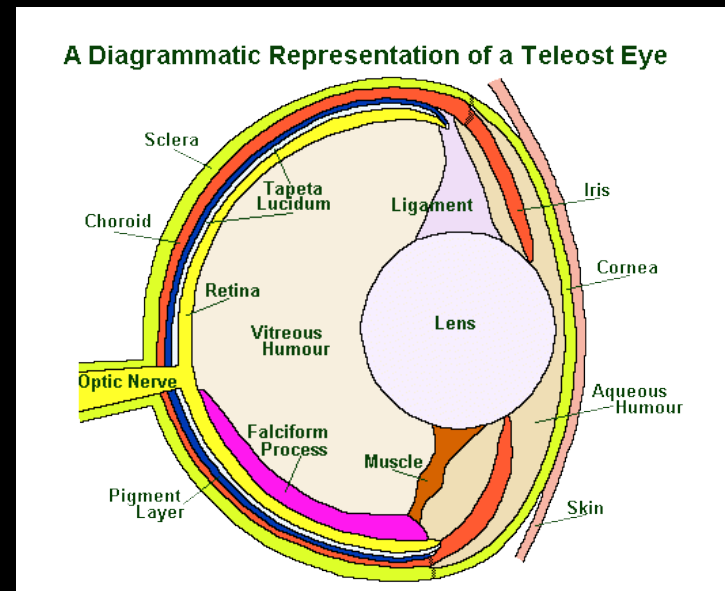 A Diagrammatic Representation of a Teleost Eye
Sclera
Tapeta
Lucidum
Ligament
Iris
Choroid
Cornea
Retina
Lens
Vitreous
Humour
Optic Nerve
Aqueous
Humour
Falciform
Process
Muscle
Pigment
Layer
Skin